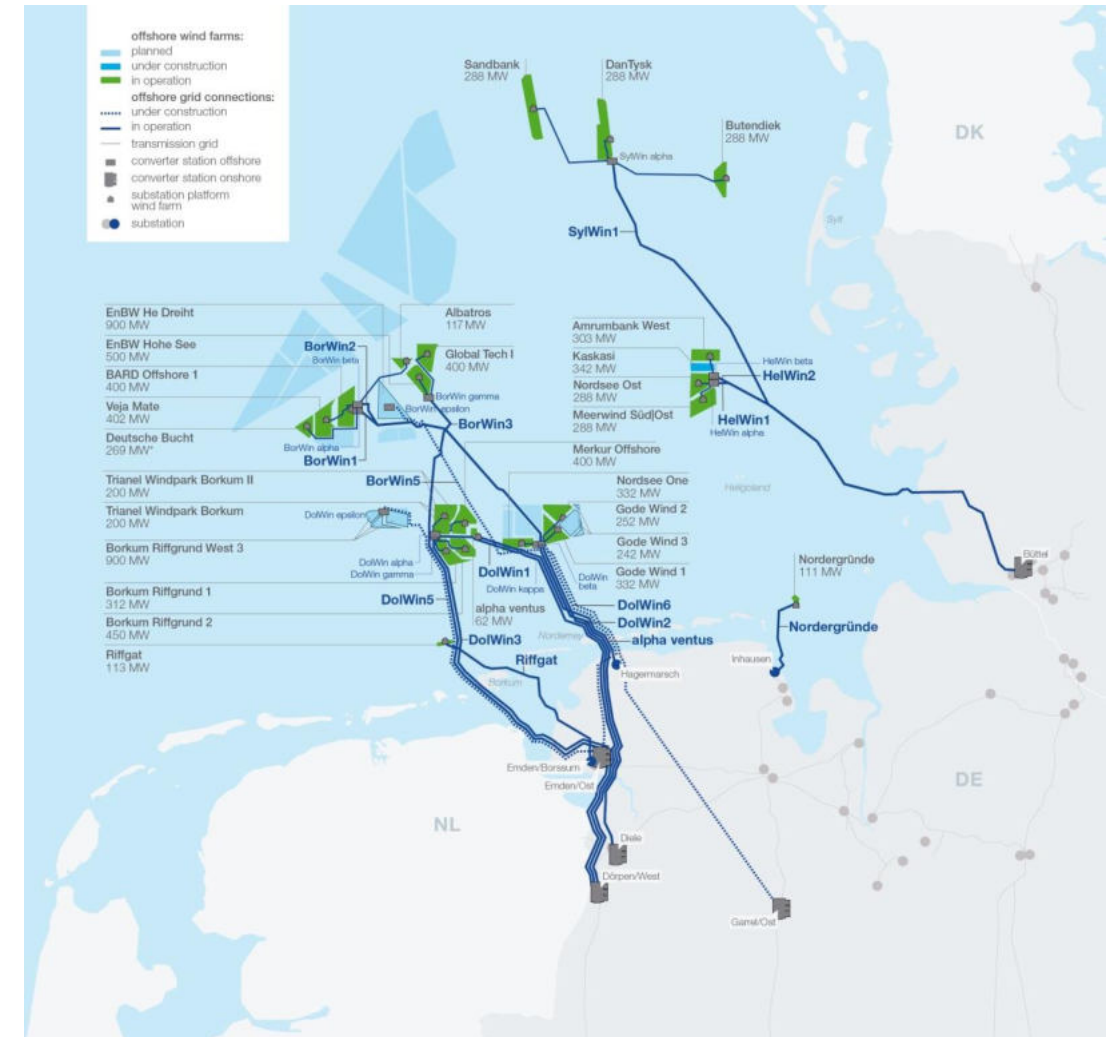 offshore wind farms:
planned
under construction
in operation
offshore grid connections:
under construction
in operation
transmission grid
converter station offshore
converter station onshore
substation platform
wind farm
substation
Sandbank
288 MW
DanTysk
288 MW
Butendiek
288 MW
SylWin alpha
DK
Sylt
SylWin1
EnBW He Dreiht
900 MW
EnBW Hohe See
500 MW
BARD Offshore 1
400 MW
Veja Mate
402 MW
Deutsche Bucht
269 MW*
Trianel Windpark Borkum II
200 MW
Trianel Windpark Borkum
200 MW
Borkum Riffgrund West 3
900 MW
Borkum Riffgrund 1
312 MW
Borkum Riffgrund 2
450 MW
Riffgat
113 MW
Albatros
117 MW
Global Tech I
400 MW
BorWin2
BorWin beta
BorWin gamma
BorWin epsilon
BorWin3
BorWin alpha
BorWin1
BorWin5
Amrumbank West
303 MW
Kaskasi
342 MW
Nordsee Ost
288 MW
Meerwind Süd|Ost
288 MW
HelWin beta
HelWin2
HelWin1
HelWin alpha
Merkur Offshore
400 MW
Nordsee One
332 MW
Gode Wind 2
252 MW
Gode Wind 3
242 MW
Gode Wind 1
332 MW
Helgoland
DolWin epsilon
DolWin alpha
DolWin gamma
DolWin1
DolWin kappa
DolWin
beta
DolWin5
alpha ventus
62 MW
DolWin6
DolWin2
alpha ventus
DolWin3
Norderney
Riffgat
Borkum
Hagermarsch
Nordergründe
111 MW
Nordergründe
Inhausen
Büttel
Emden/Borssum
Emden/Ost
DE
NL
Diele
Dörpen/West
Garrel/Ost